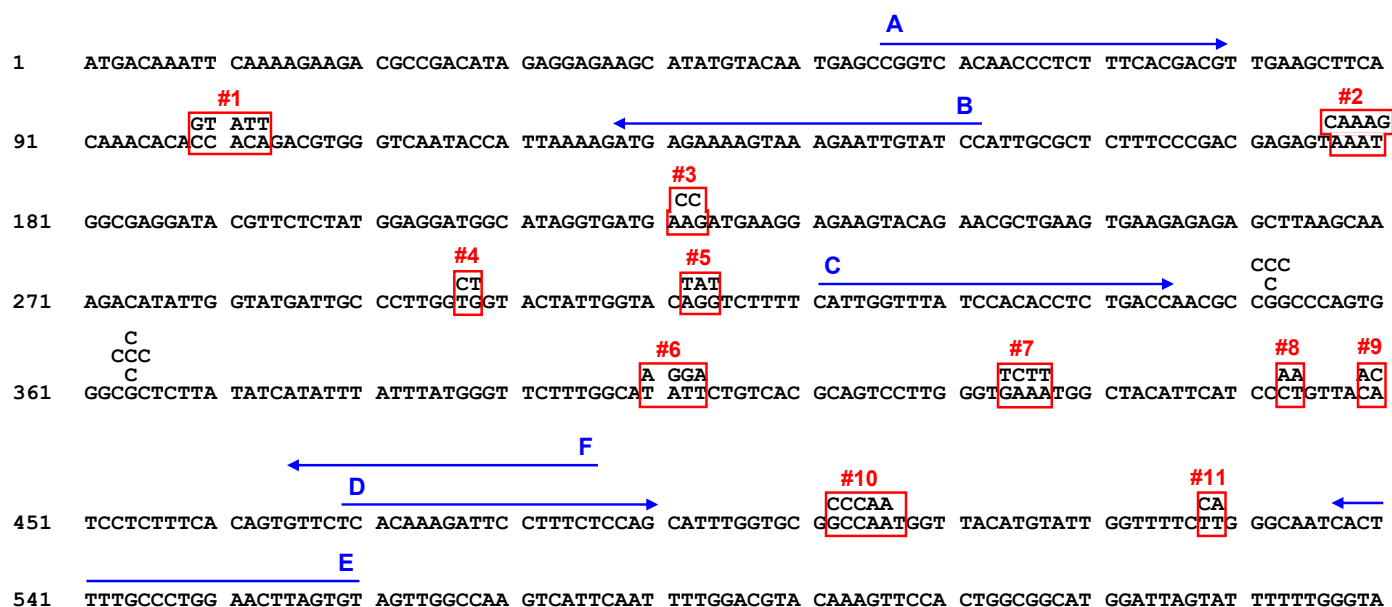 A
1 ATGACAAATT CAAAAGAAGA CGCCGACATA GAGGAGAAGC ATATGTACAA TGAGCCGGTC ACAACCCTCT TTCACGACGT TGAAGCTTCA
#1 B #2
GT ATT CAAAG
91 CAAACACACC ACAGACGTGG GTCAATACCA TTAAAAGATG AGAAAAGTAA AGAATTGTAT CCATTGCGCT CTTTCCCGAC GAGAGTAAAT
#3
CC
181 GGCGAGGATA CGTTCTCTAT GGAGGATGGC ATAGGTGATG AAGATGAAGG AGAAGTACAG AACGCTGAAG TGAAGAGAGA GCTTAAGCAA
#4 #5 C CCC
CT TAT C
271 AGACATATTG GTATGATTGC CCTTGGTGGT ACTATTGGTA CAGGTCTTTT CATTGGTTTA TCCACACCTC TGACCAACGC CGGCCCAGTG
C
CCC #6 #7 #8 #9
C A GGA TCTT AA AC
361 GGCGCTCTTA TATCATATTT ATTTATGGGT TCTTTGGCAT ATTCTGTCAC GCAGTCCTTG GGTGAAATGG CTACATTCAT CCCTGTTACA
F
D #10 #11
CCCAA CA
451 TCCTCTTTCA CAGTGTTCTC ACAAAGATTC CTTTCTCCAG CATTTGGTGC GGCCAATGGT TACATGTATT GGTTTTCTTG GGCAATCACT
E
541 TTTGCCCTGG AACTTAGTGT AGTTGGCCAA GTCATTCAAT TTTGGACGTA CAAAGTTCCA CTGGCGGCAT GGATTAGTAT TTTTTGGGTA